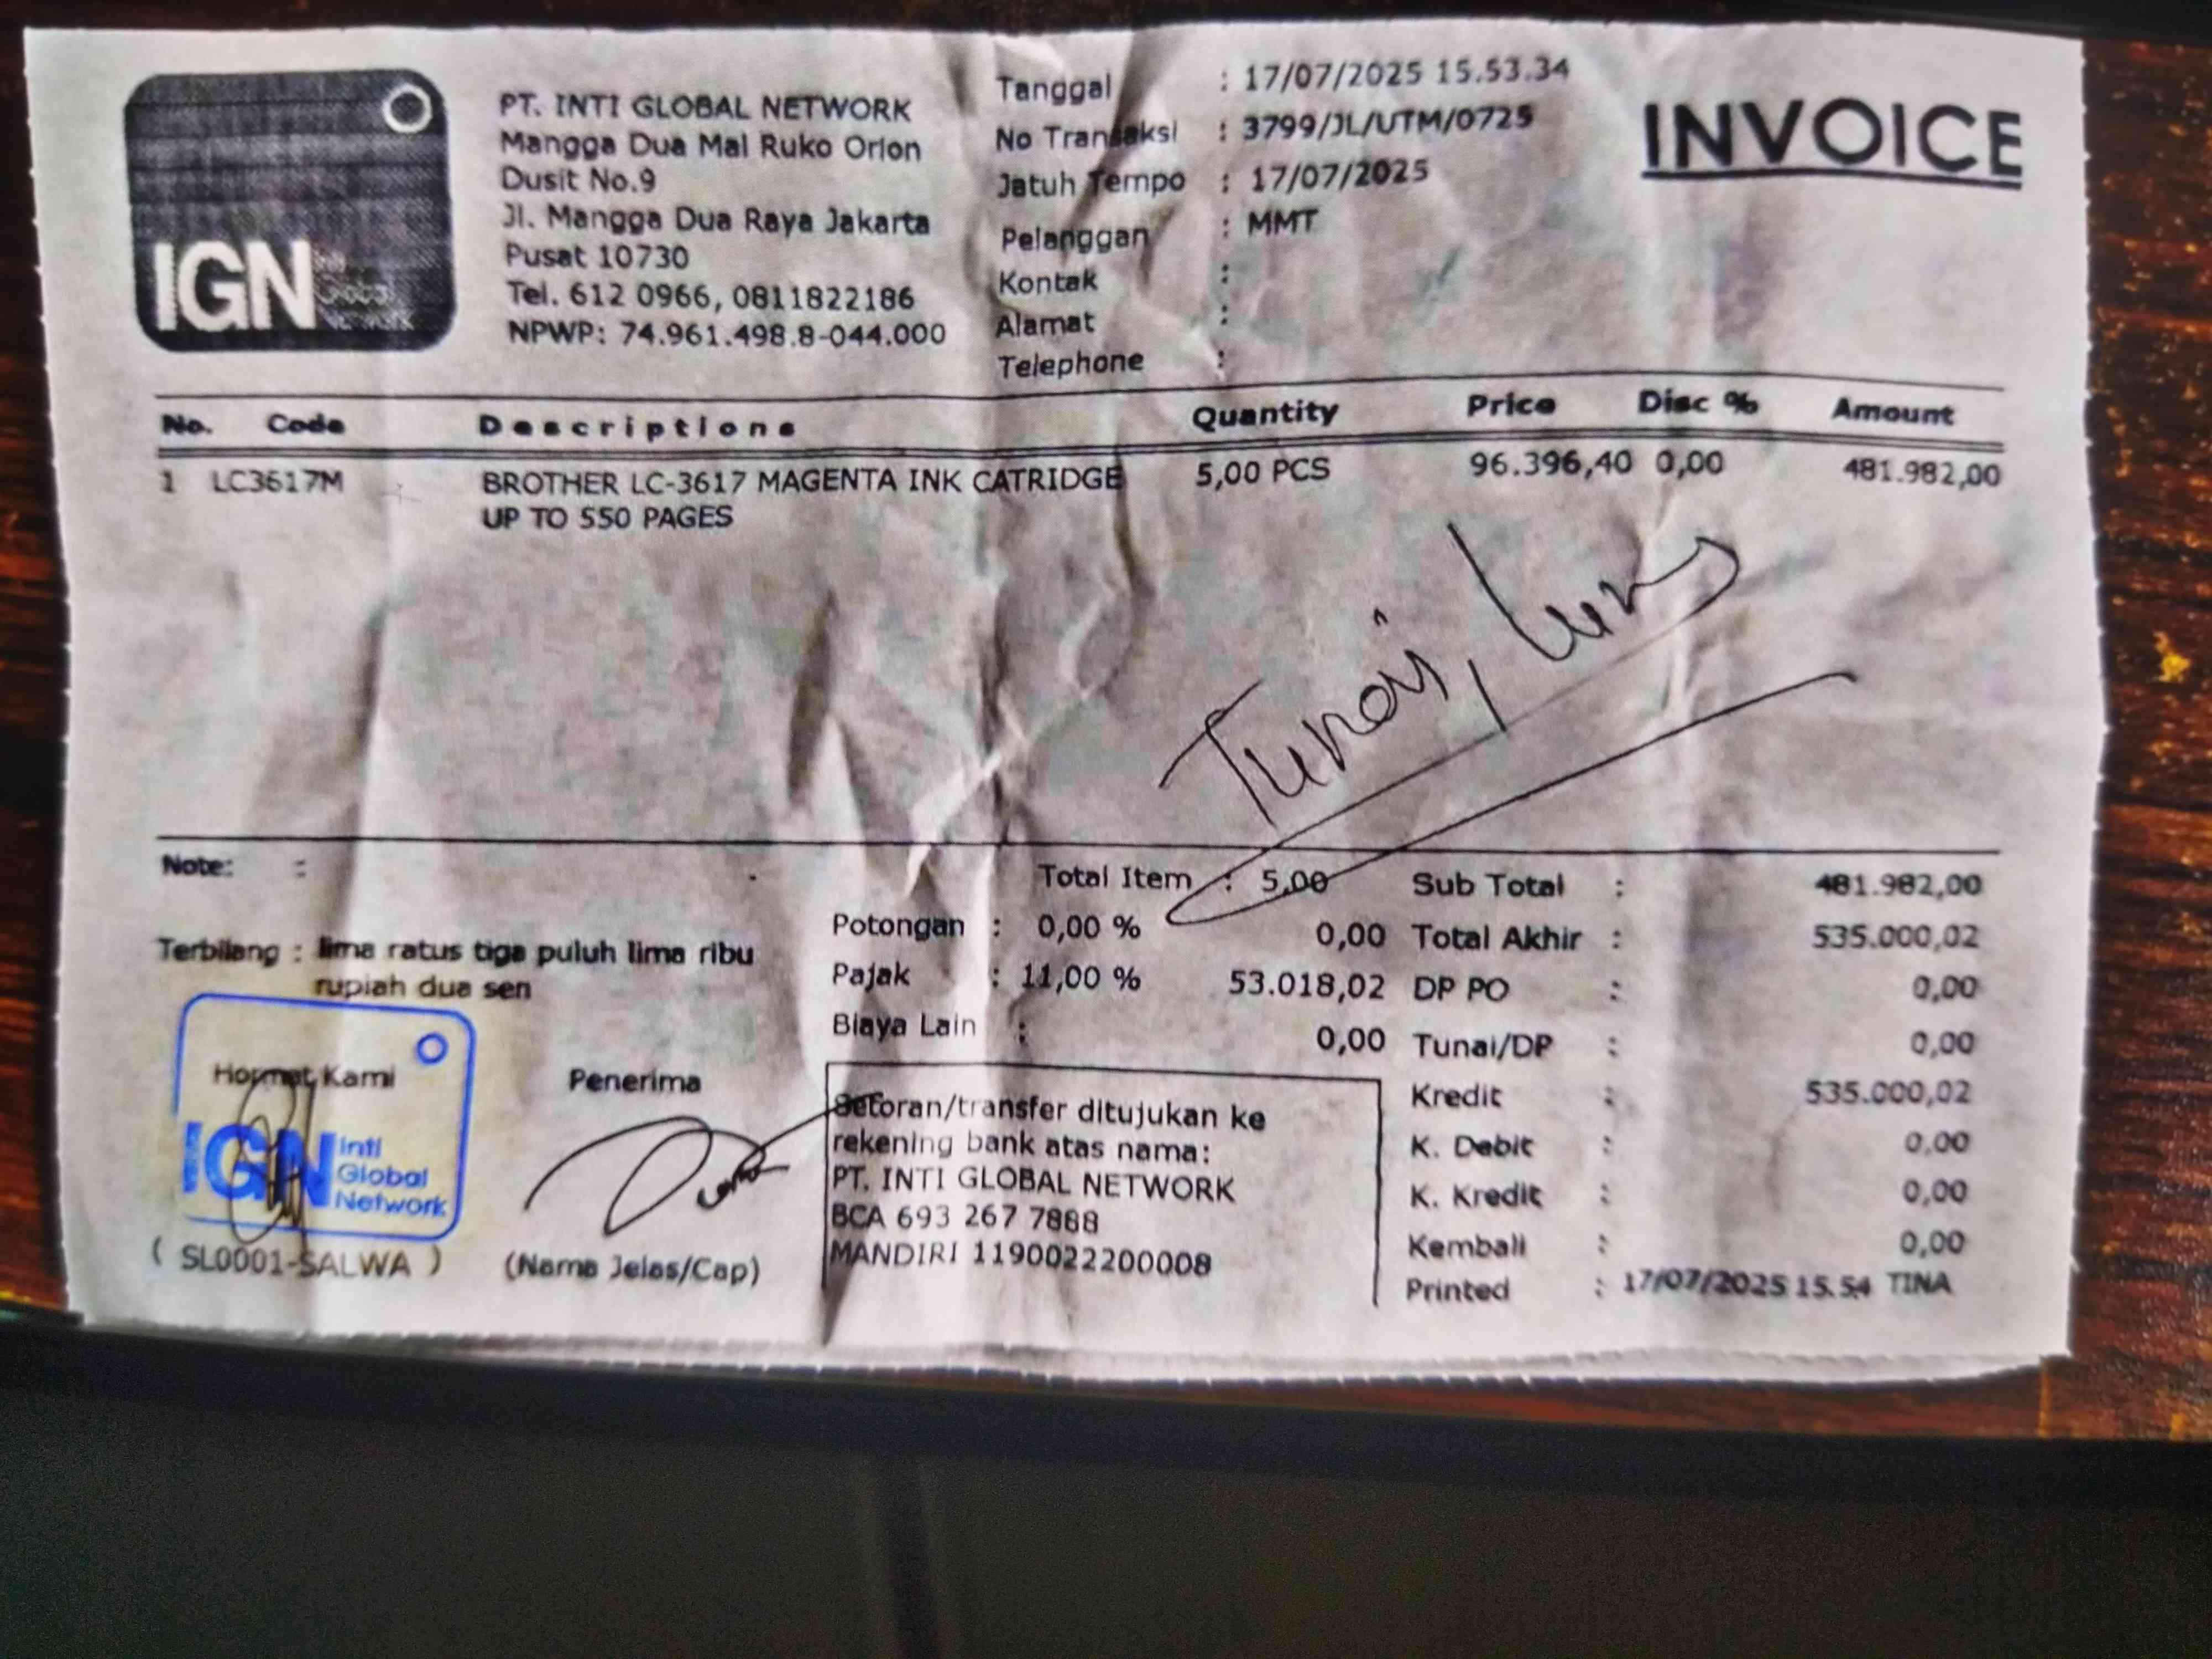 IGN Inti Global Network
PT. INTI GLOBAL NETWORK
Mangga Dua Mal Ruko Orion
Dusit No.9
Jl. Mangga Dua Raya Jakarta
Pusat 10730
Tel. 612 0966, 0811822186
NPWP: 74.961.498.8-044.000
Tanggal : 17/07/2025 15.53.34
No Transaksi : 3799/JL/UTM/0725
Jatuh Tempo : 17/07/2025
Pelanggan : MMT
Kontak :
Alamat :
Telephone :
INVOICE
No. Code Descriptions Quantity Price Disc % Amount
1 LC3617M BROTHER LC-3617 MAGENTA INK CATRIDGE 5,00 PCS 96.396,40 0,00 481.982,00
UP TO 550 PAGES
Tunai, Lunas
Note: :
Terbilang : lima ratus tiga puluh lima ribu
rupiah dua sen
Total Item : 5,00
Potongan : 0,00 % 0,00
Pajak : 11,00 % 53.018,02
Biaya Lain : 0,00
Sub Total : 481.982,00
Total Akhir : 535.000,02
DP PO : 0,00
Tunai/DP : 0,00
Kredit : 535.000,02
K. Debit : 0,00
K. Kredit : 0,00
Kembali : 0,00
Printed : 17/07/2025 15.54 TINA
Hormat Kami
IGN Inti Global Network
( SL0001-SALWA )
Penerima
(Nama Jelas/Cap)
Setoran/transfer ditujukan ke
rekening bank atas nama:
PT. INTI GLOBAL NETWORK
BCA 693 267 7888
MANDIRI 1190022200008